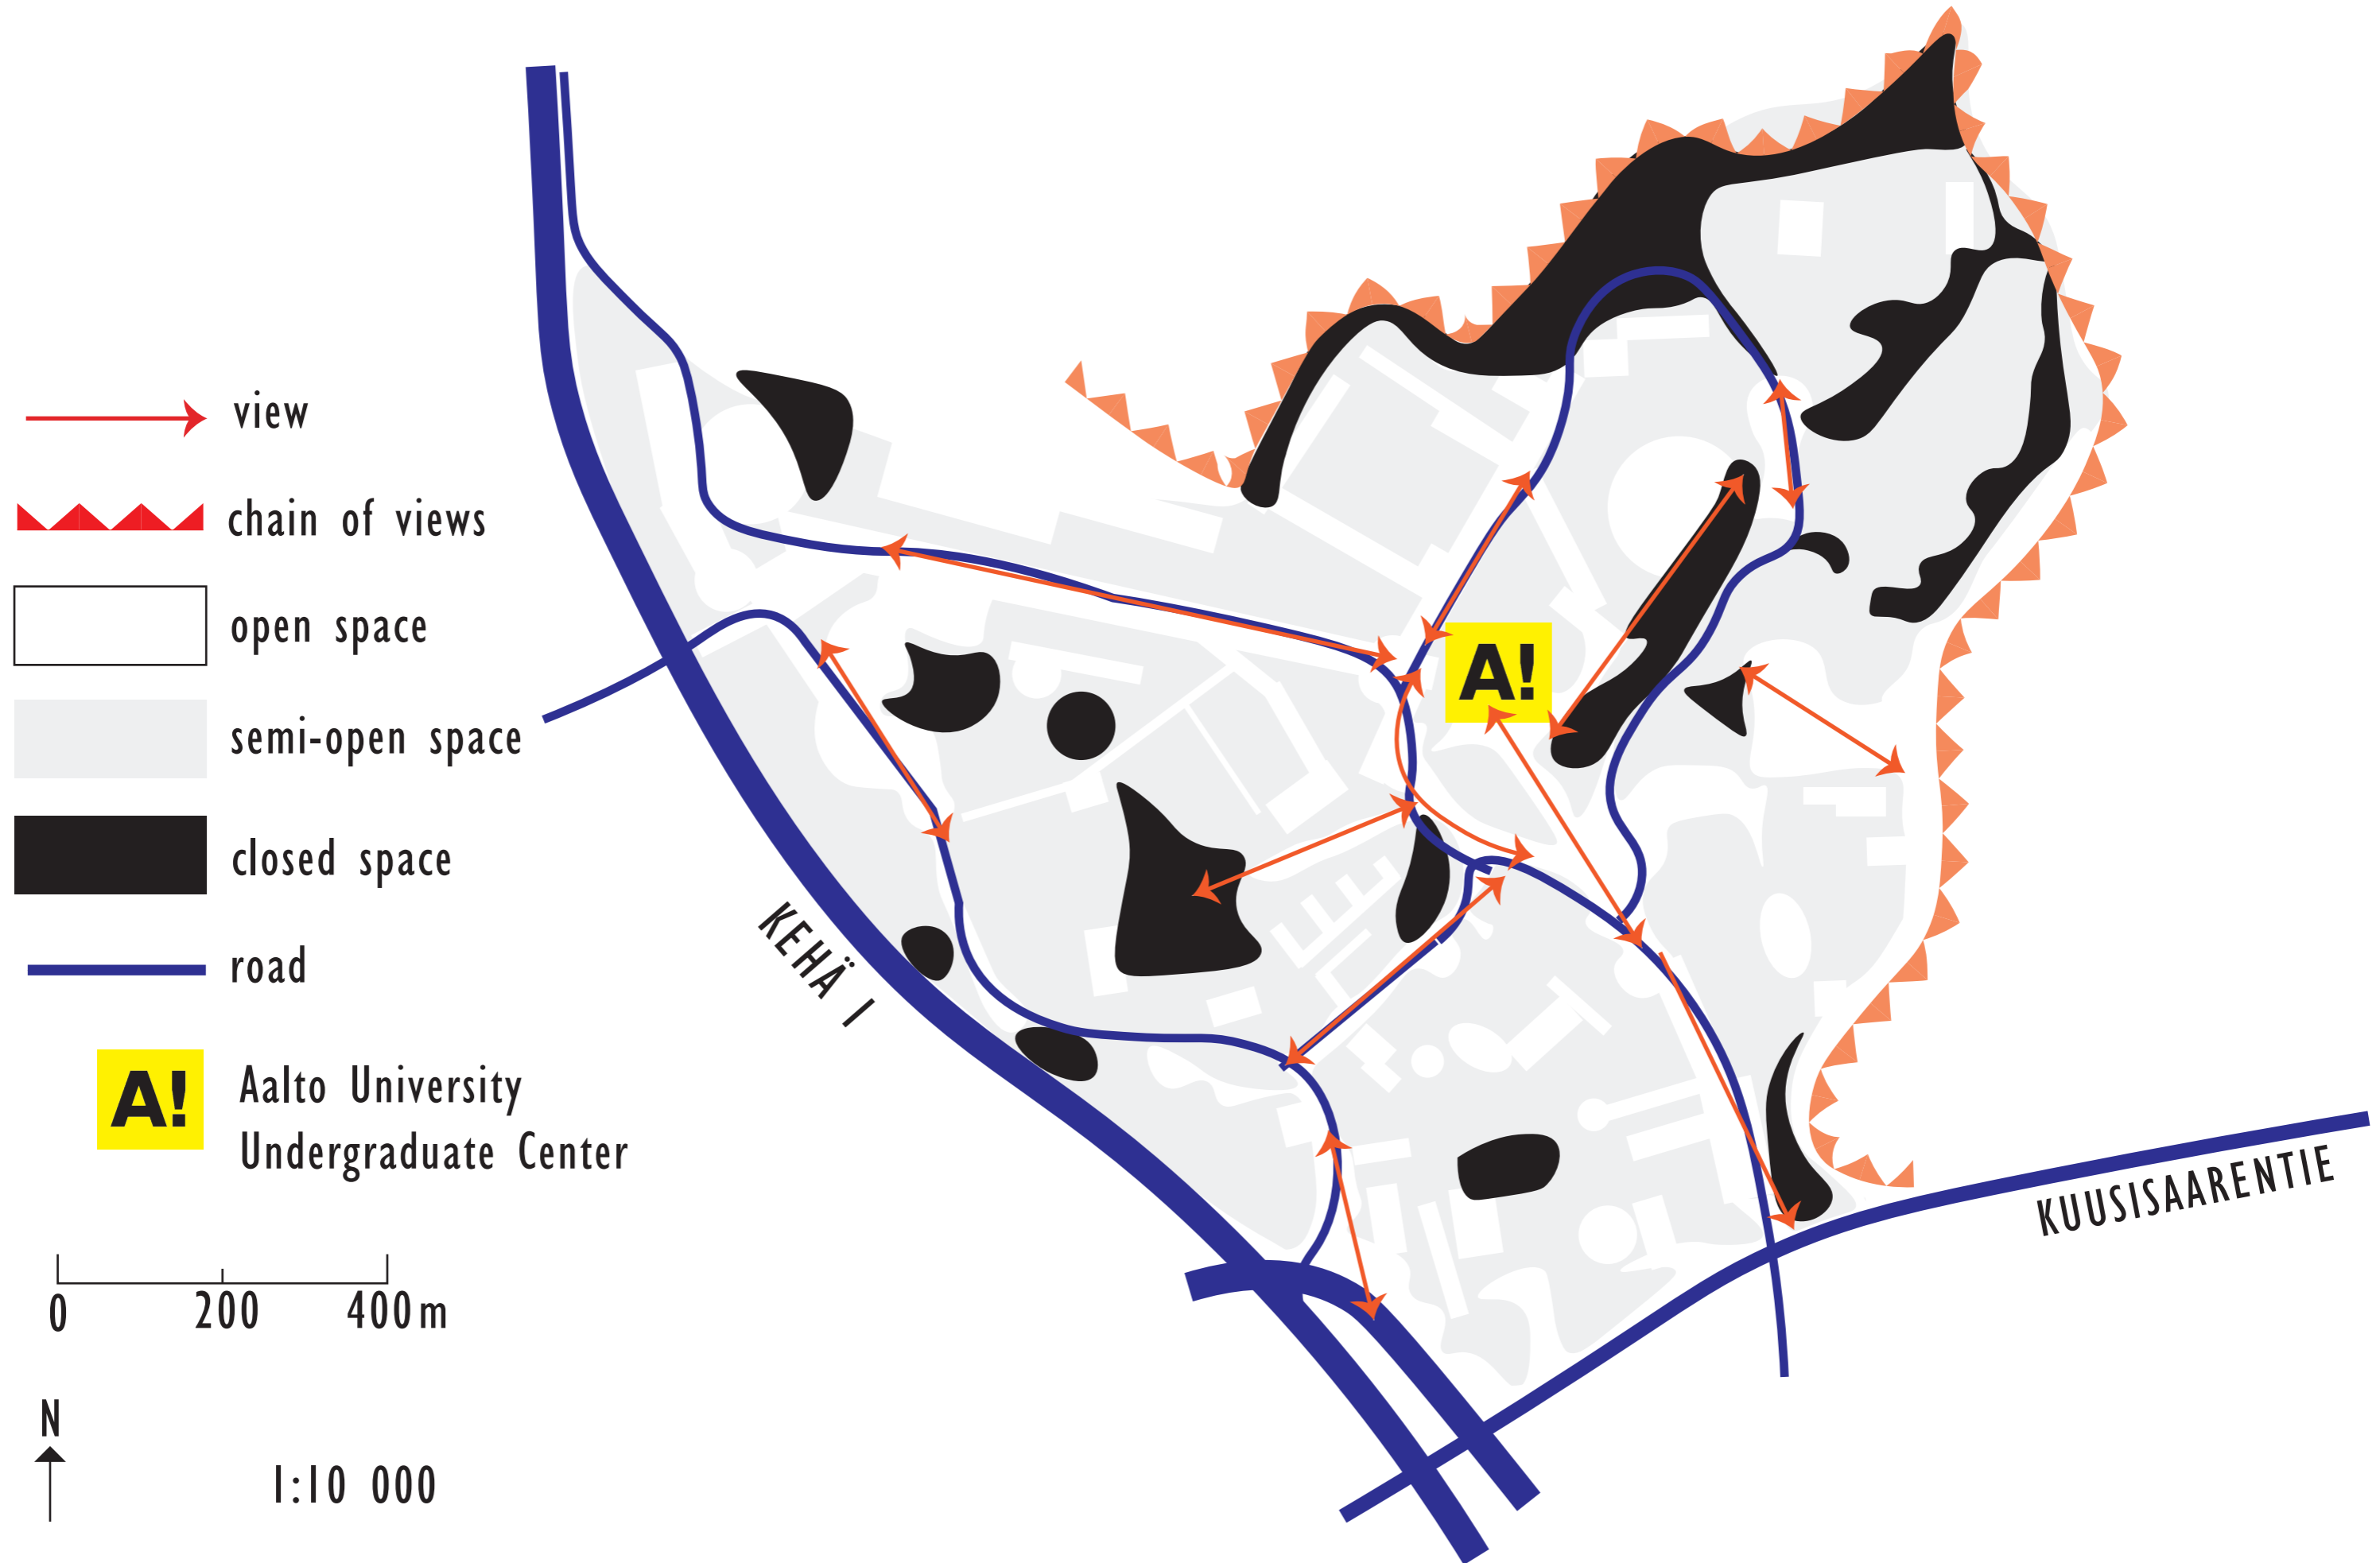 view
chain of views
open space
semi-open space
closed space
road
A!
Aalto University
Undergraduate Center
0 200 400 m
N
1:10 000
A!
KEHÄ I
KUUSISAARENTIE